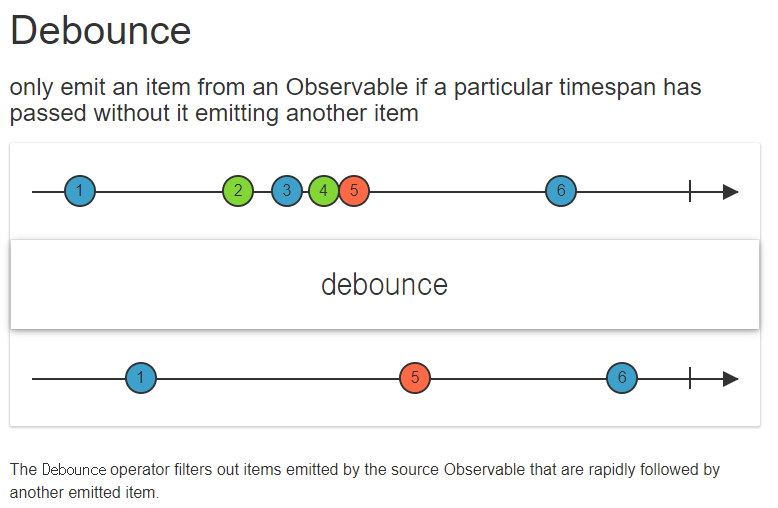 Debounce
only emit an item from an Observable if a particular timespan has
passed without it emitting another item
1 2 3 4 5 6
debounce
1 5 6
The Debounce operator filters out items emitted by the source Observable that are rapidly followed by
another emitted item.